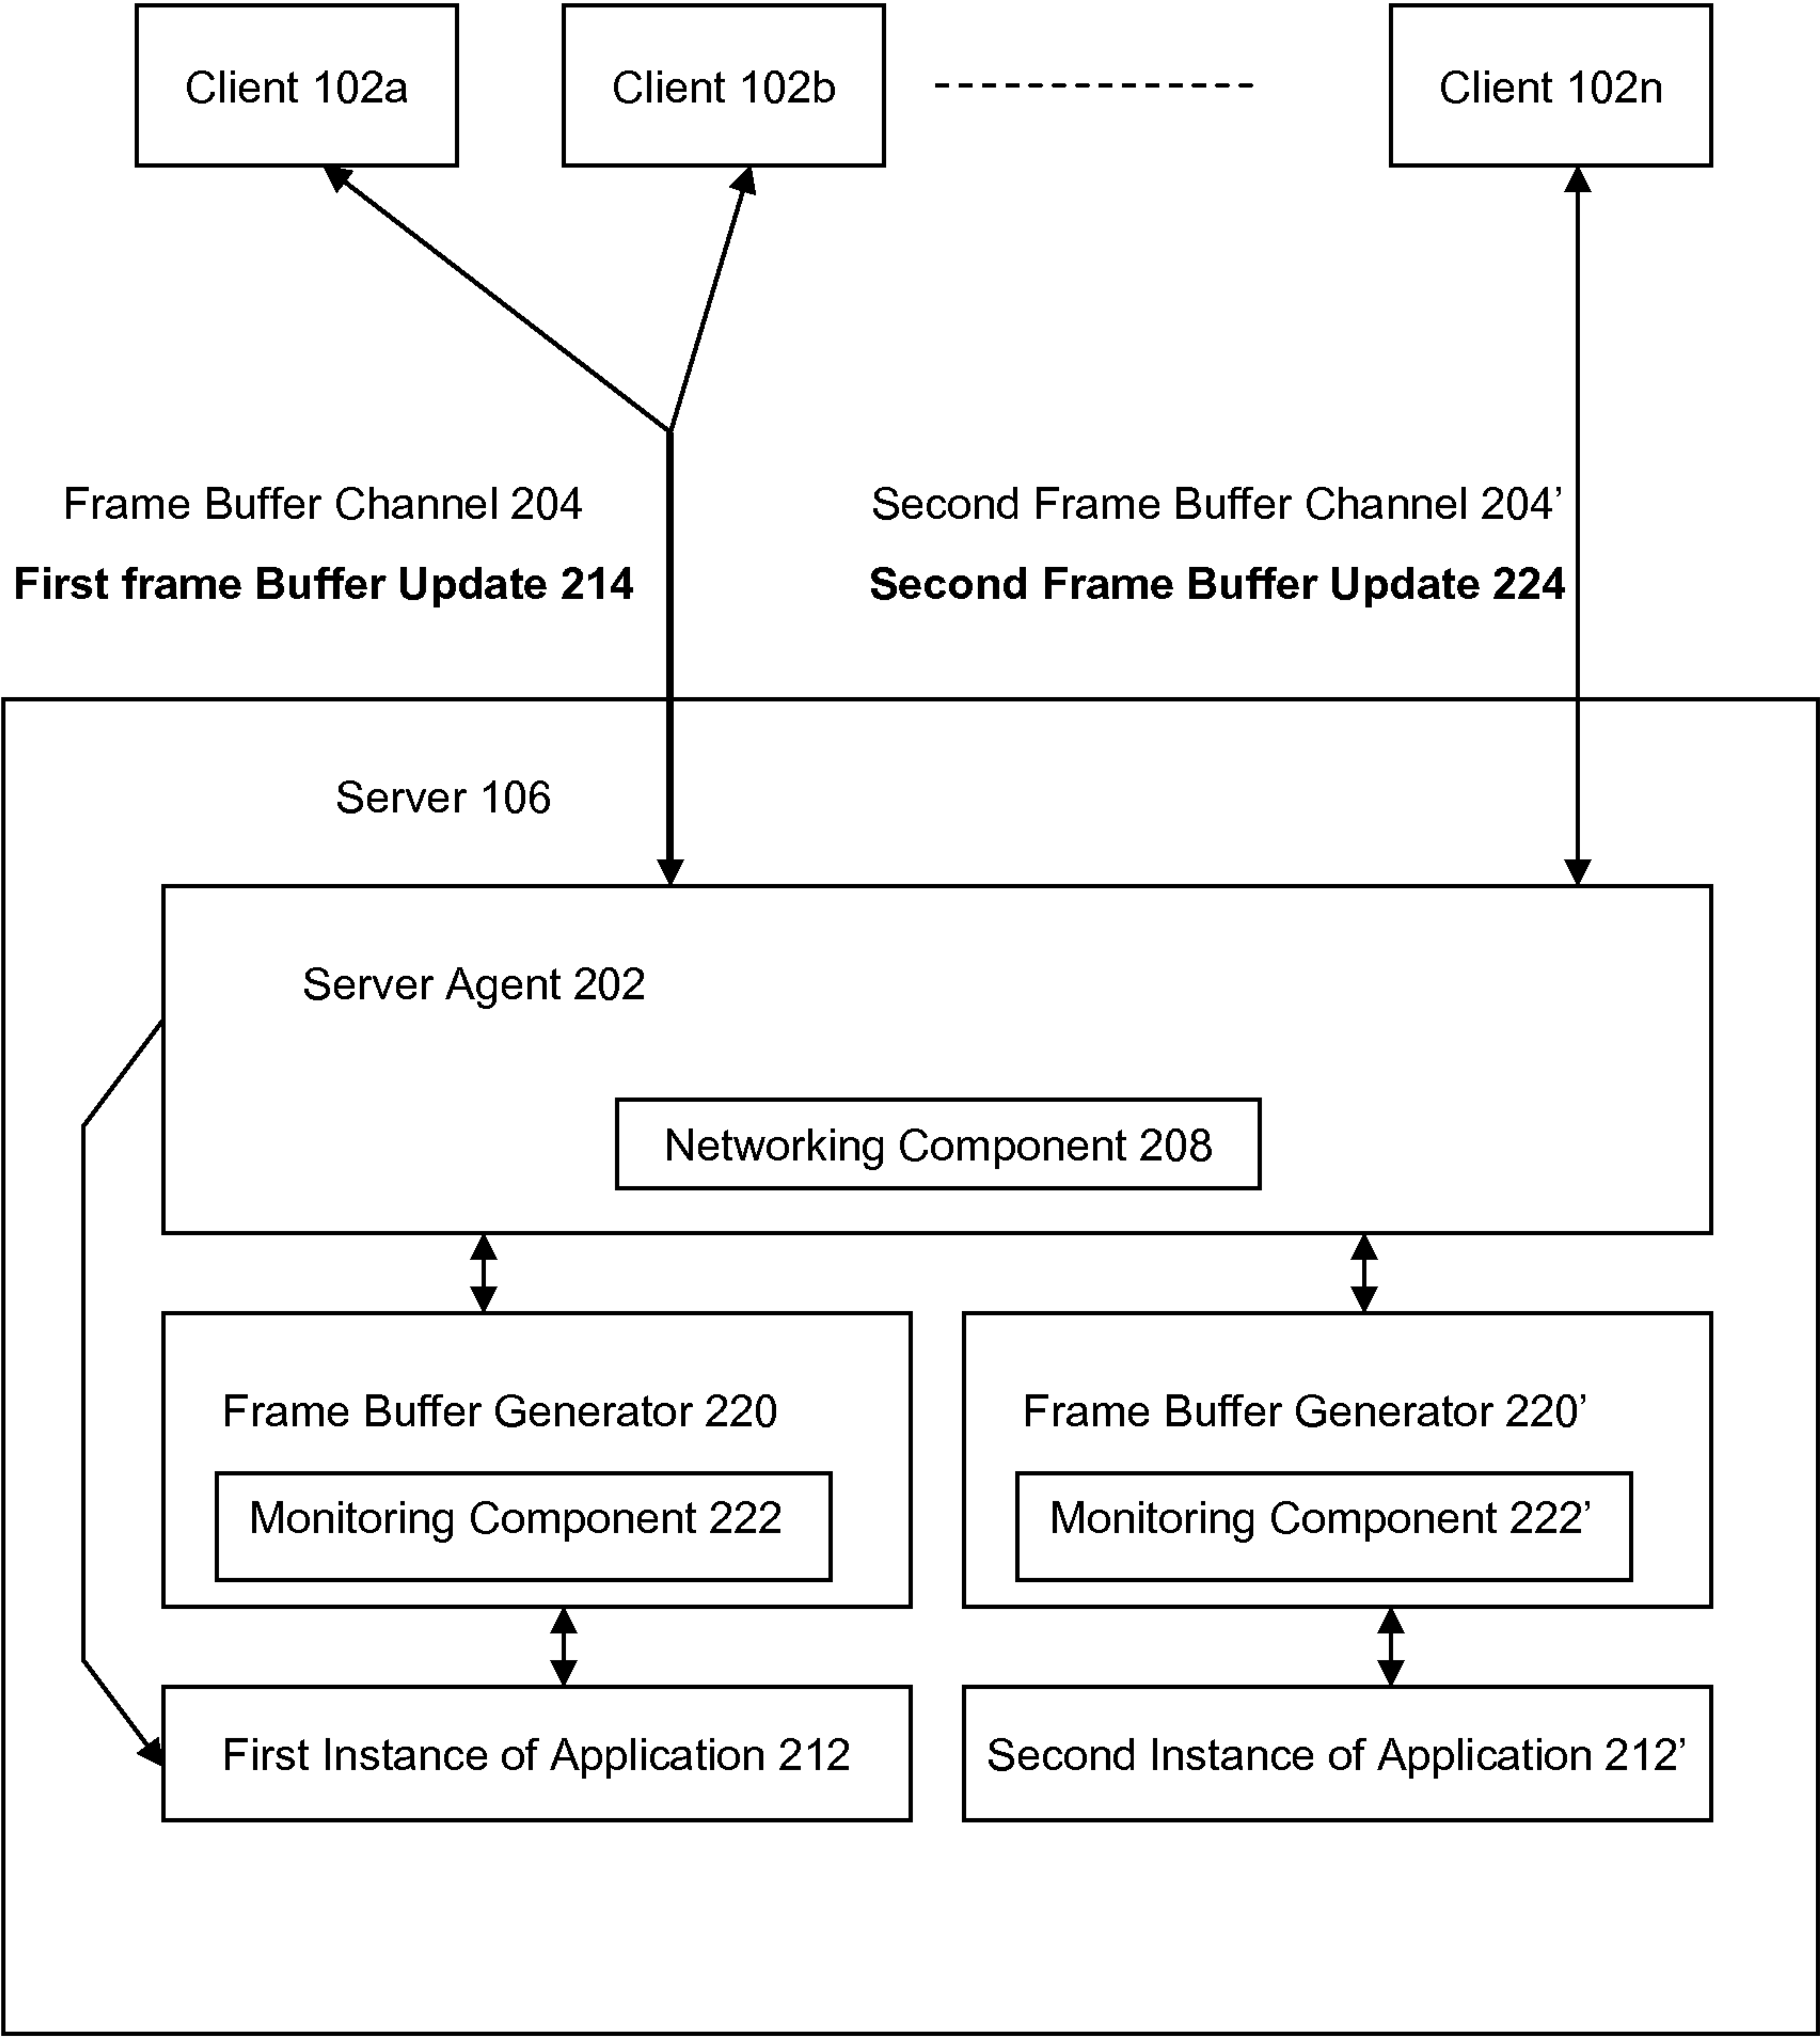 Client 102a
Client 102b
Client 102n
Frame Buffer Channel 204
First frame Buffer Update 214
Second Frame Buffer Channel 204’
Second Frame Buffer Update 224
Server 106
Server Agent 202
Networking Component 208
Frame Buffer Generator 220
Monitoring Component 222
Frame Buffer Generator 220’
Monitoring Component 222’
First Instance of Application 212
Second Instance of Application 212’